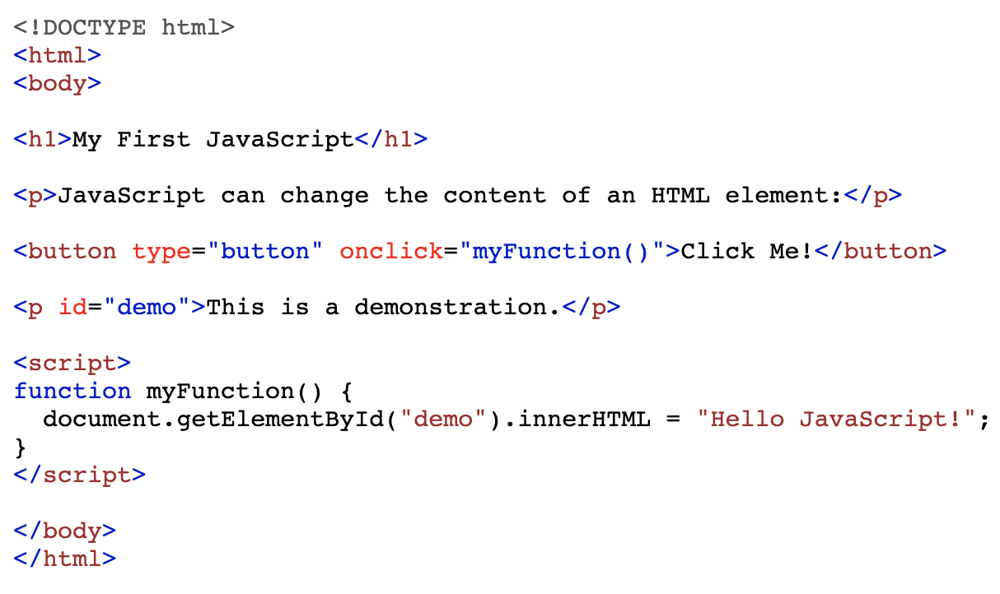 <!DOCTYPE html>
<html>
<body>
<h1>My First JavaScript</h1>
<p>JavaScript can change the content of an HTML element:</p>
<button type="button" onclick="myFunction()">Click Me!</button>
<p id="demo">This is a demonstration.</p>
<script>
function myFunction() {
  document.getElementById("demo").innerHTML = "Hello JavaScript!";
}
</script>
</body>
</html>